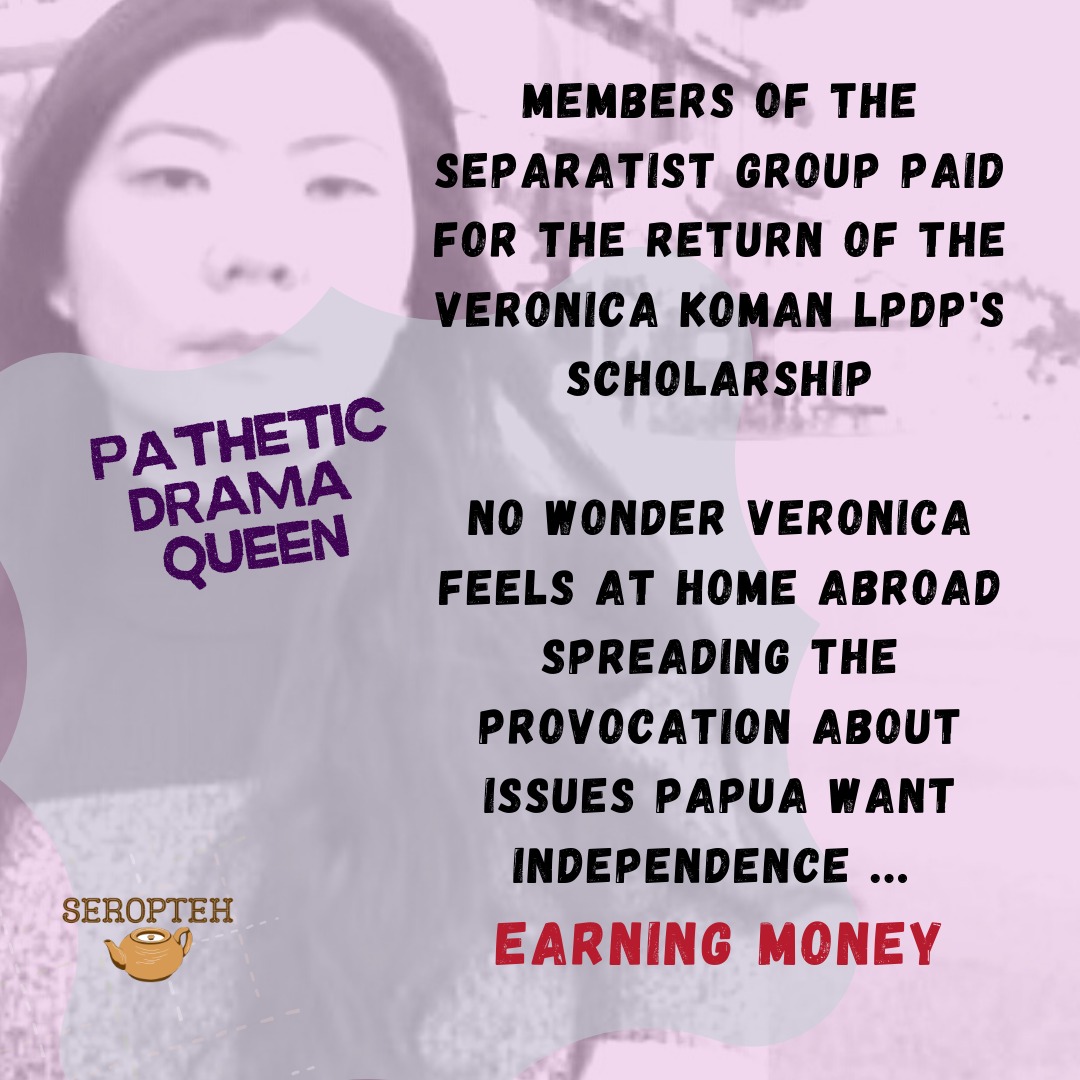 MEMBERS OF THE
SEPARATIST GROUP PAID
FOR THE RETURN OF THE
VERONICA KOMAN LPDP'S
SCHOLARSHIP
PATHETIC
DRAMA
QUEEN
NO WONDER VERONICA
FEELS AT HOME ABROAD
SPREADING THE
PROVOCATION ABOUT
ISSUES PAPUA WANT
INDEPENDENCE ...
EARNING MONEY
SEROPTEH